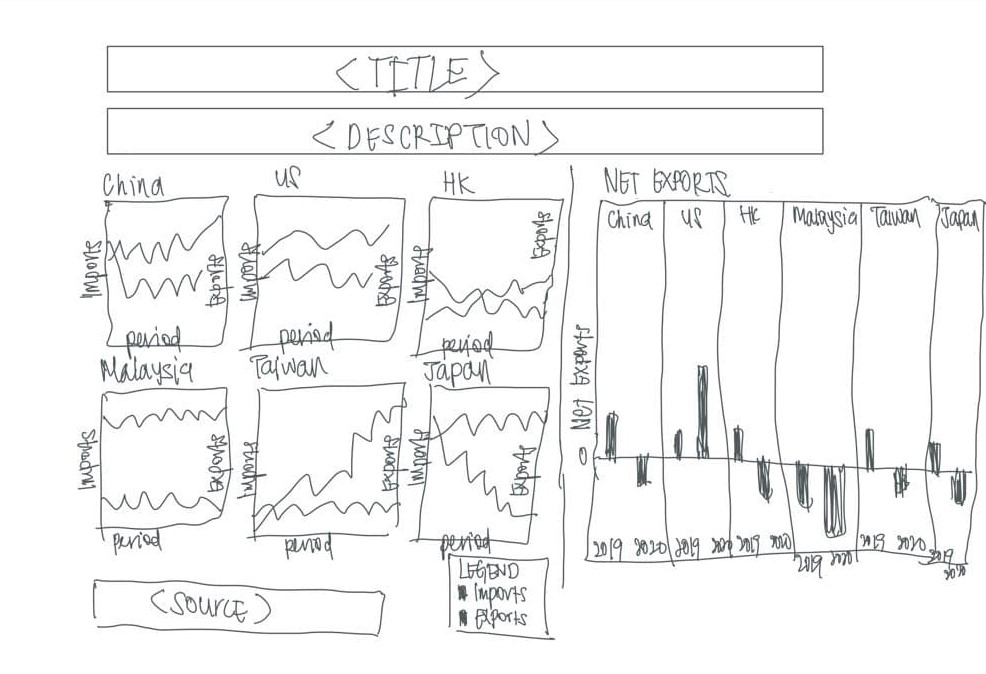 <TITLE>
<DESCRIPTION>
China
US
HK
Imports
Exports
period
Imports
Exports
period
Imports
Exports
period
Malaysia
Taiwan
Japan
Imports
Exports
period
Imports
Exports
period
Imports
Exports
period
LEGEND
Imports
Exports
<SOURCE>
NET EXPORTS
China US HK Malaysia Taiwan Japan
Net Exports
0
2019 2020 2019 2020 2019 2020 2019 2020 2019 2020 2019 2020